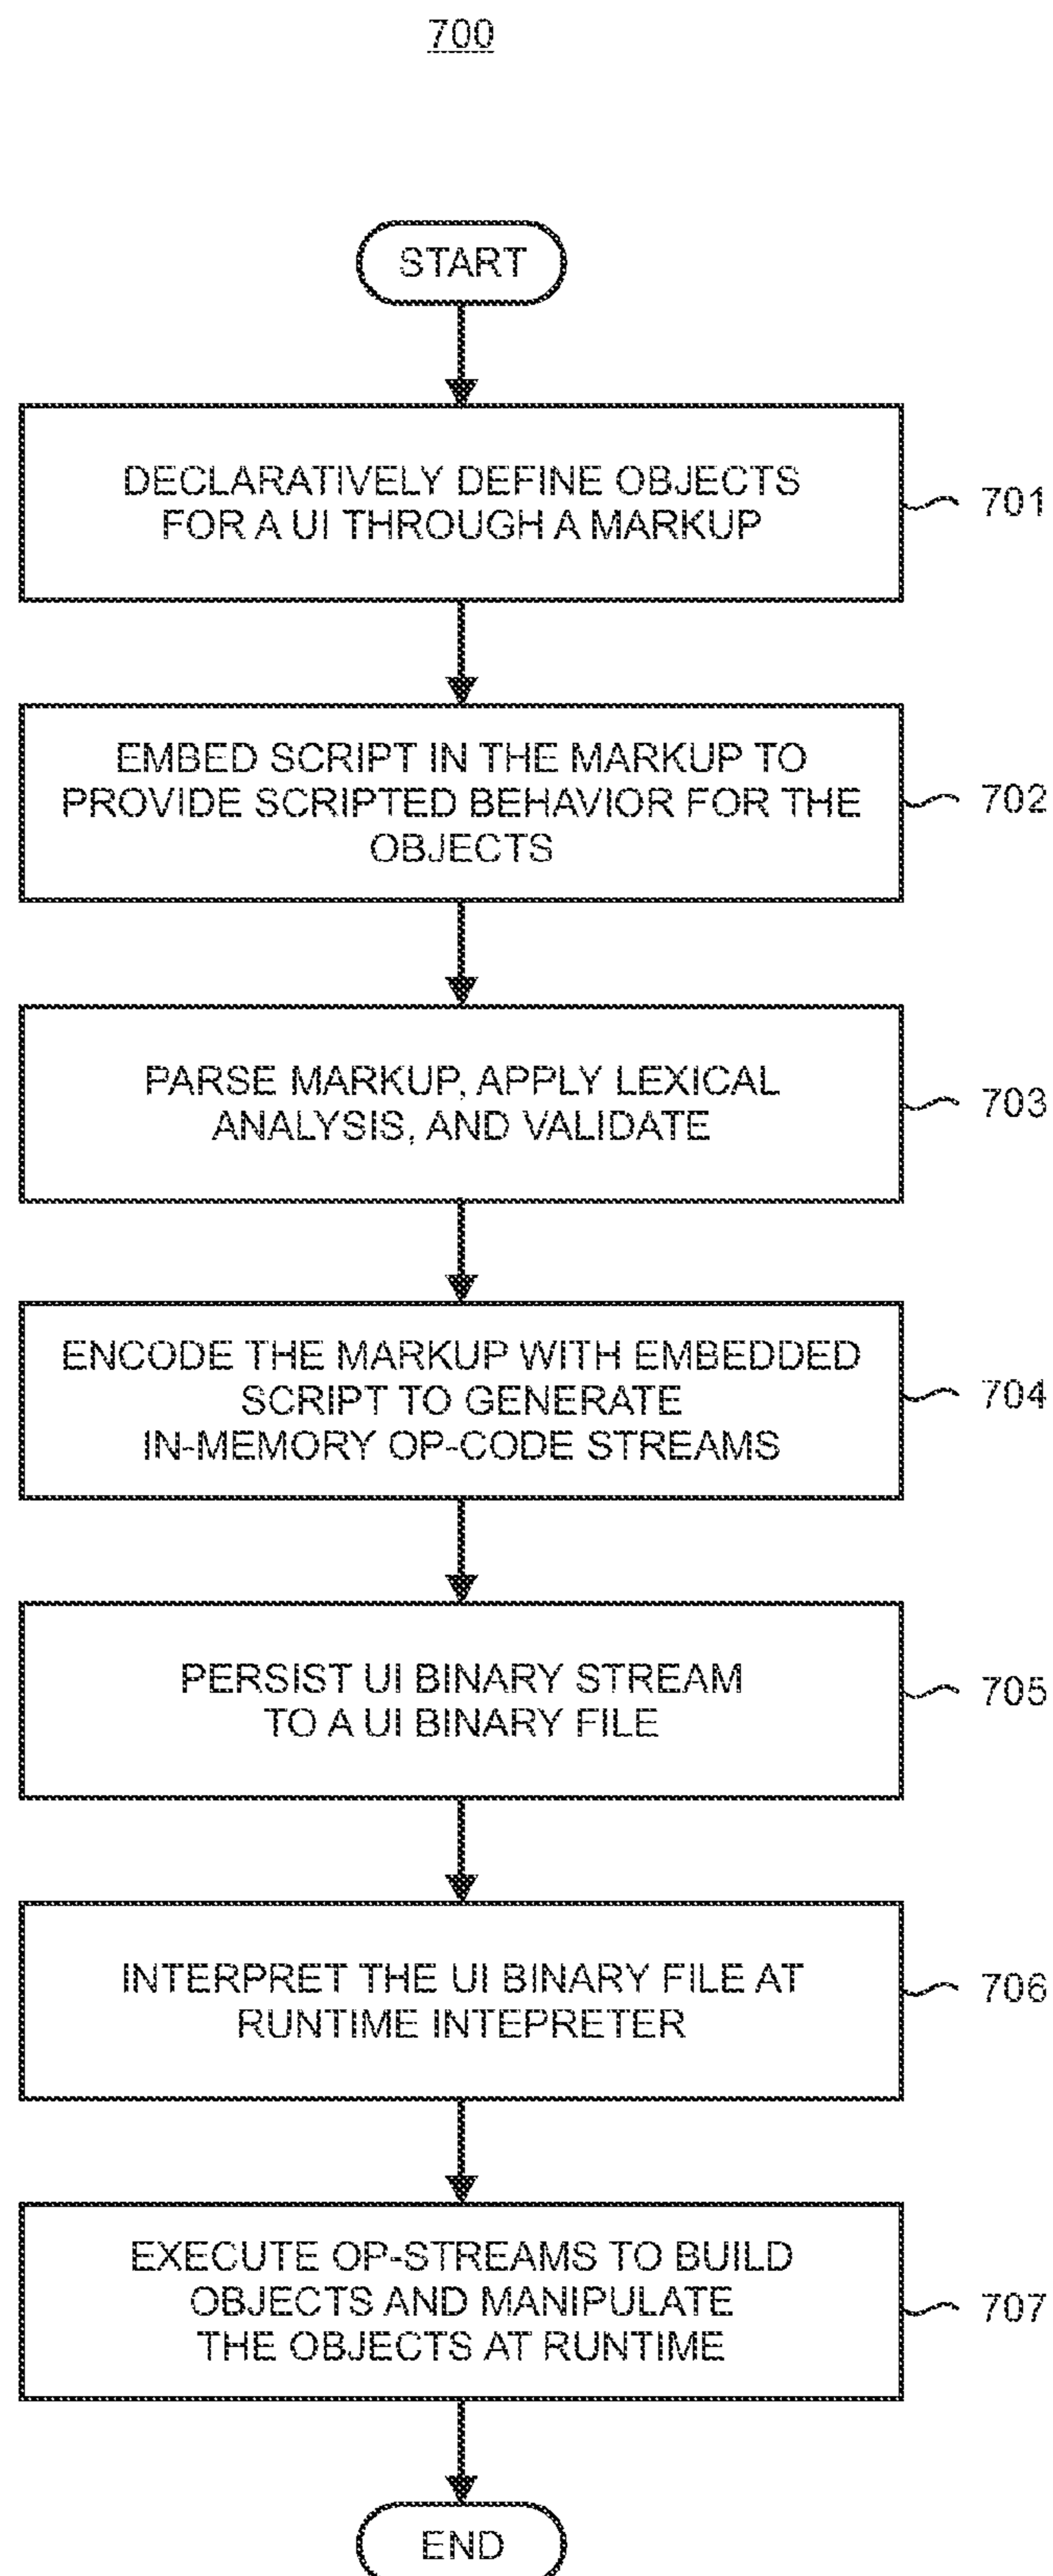 700
START
DECLARATIVELY DEFINE OBJECTS
FOR A UI THROUGH A MARKUP
701
EMBED SCRIPT IN THE MARKUP TO
PROVIDE SCRIPTED BEHAVIOR FOR THE
OBJECTS
702
PARSE MARKUP, APPLY LEXICAL
ANALYSIS, AND VALIDATE
703
ENCODE THE MARKUP WITH EMBEDDED
SCRIPT TO GENERATE
IN-MEMORY OP-CODE STREAMS
704
PERSIST UI BINARY STREAM
TO A UI BINARY FILE
705
INTERPRET THE UI BINARY FILE AT
RUNTIME INTEPRETER
706
EXECUTE OP-STREAMS TO BUILD
OBJECTS AND MANIPULATE
THE OBJECTS AT RUNTIME
707
END